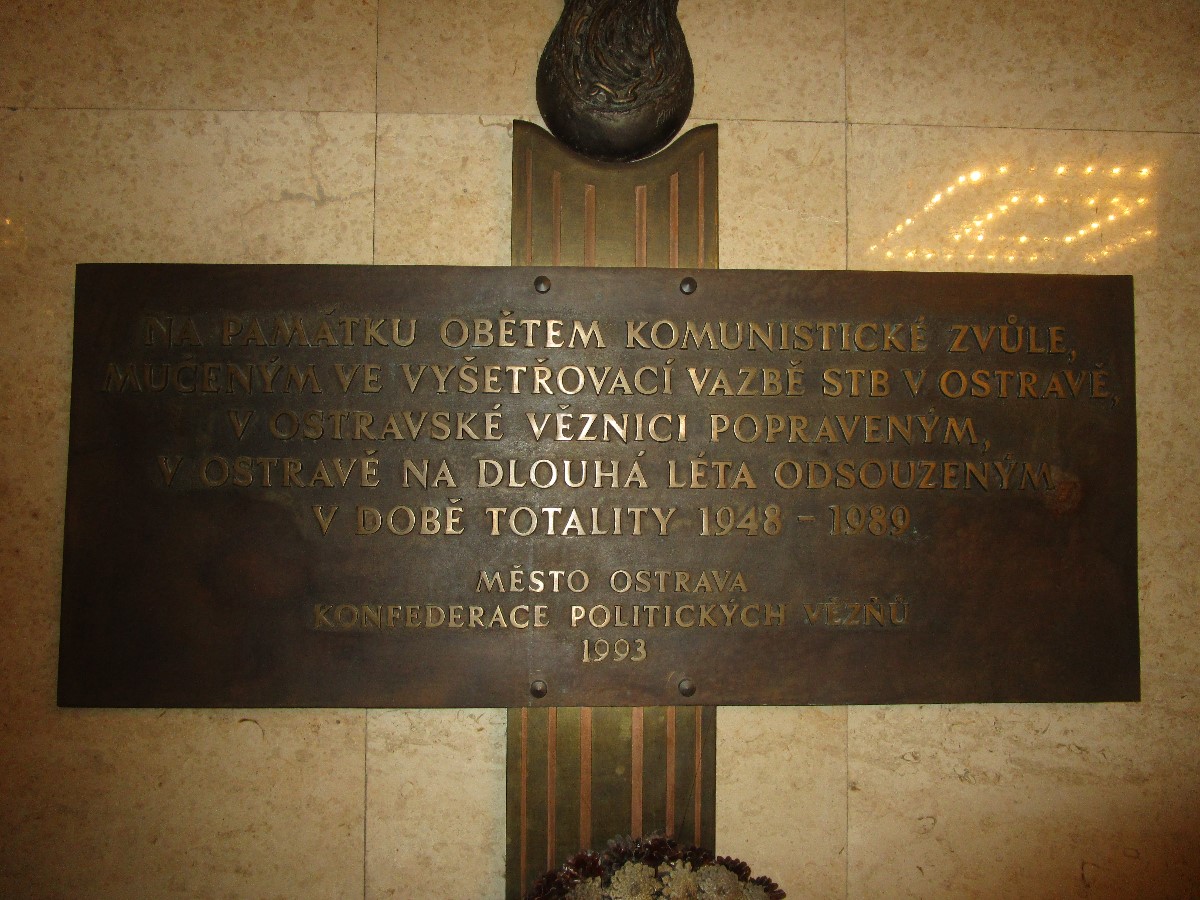 NA PAMÁTKU OBĚTEM KOMUNISTICKÉ ZVŮLE,
MUČENÝM VE VYŠETŘOVACÍ VAZBĚ STB V OSTRAVĚ,
V OSTRAVSKÉ VĚZNICI POPRAVENÝM,
V OSTRAVĚ NA DLOUHÁ LÉTA ODSOUZENÝM
V DOBĚ TOTALITY 1948 – 1989
MĚSTO OSTRAVA
KONFEDERACE POLITICKÝCH VĚZŇŮ
1993